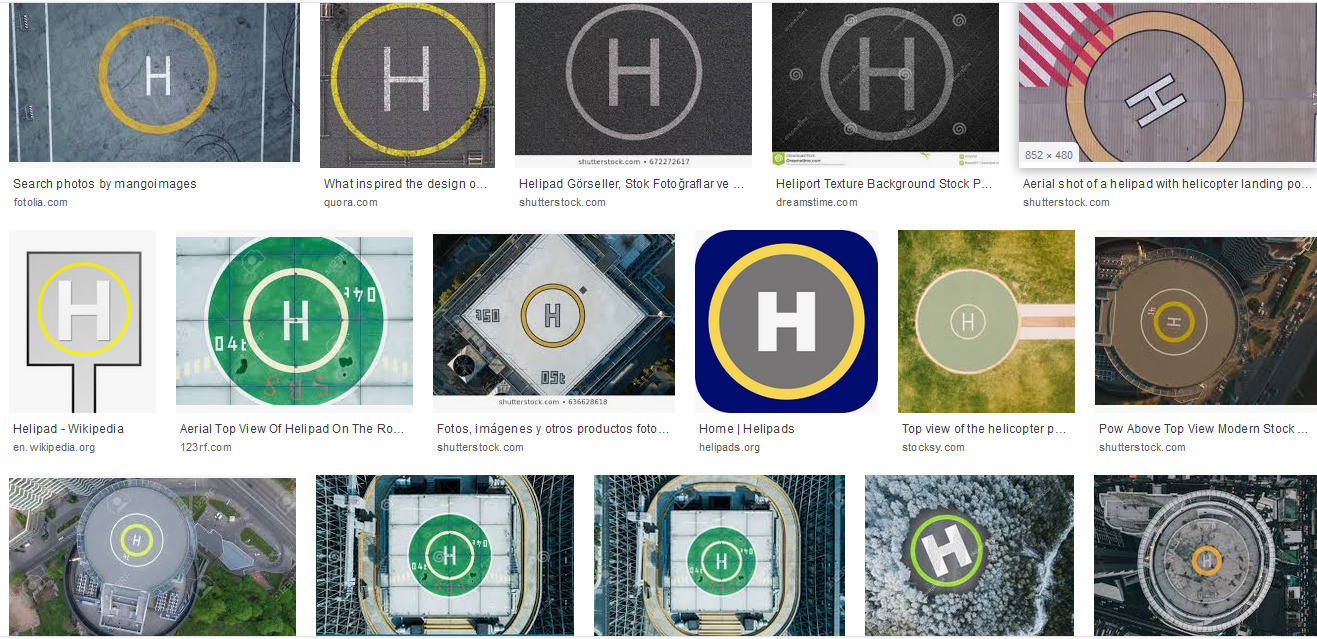 H
H
H
H
H
shutterstock.com • 672272617
852 × 480
Search photos by mangoimages
fotolia.com
What inspired the design o...
quora.com
Helipad Görseller, Stok Fotoğraflar ve ...
shutterstock.com
Heliport Texture Background Stock P...
dreamstime.com
Aerial shot of a helipad with helicopter landing po...
shutterstock.com
H
H
04t
04t
H
05t
05t
H
H
H
shutterstock.com • 636628618
Helipad - Wikipedia
en.wikipedia.org
Aerial Top View Of Helipad On The Ro...
123rf.com
Fotos, imágenes y otros productos foto...
shutterstock.com
Home | Helipads
helipads.org
Top view of the helicopter p...
stocksy.com
Pow Above Top View Modern Stock ...
shutterstock.com
H
H
04t
04t
H
04t
04t
H
H